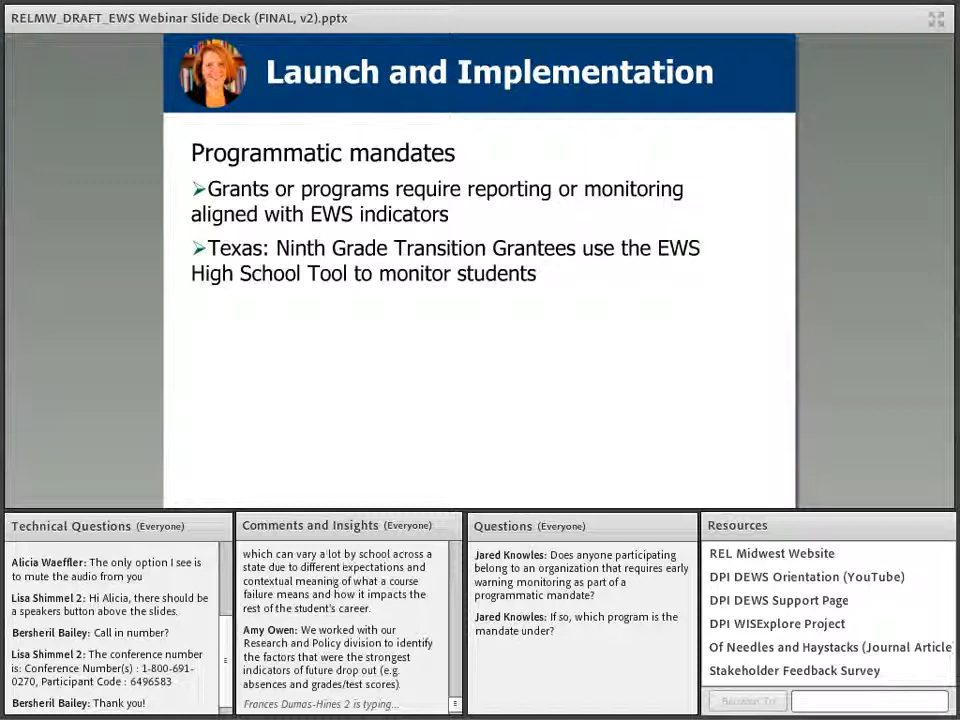 RELMW_DRAFT_EWS Webinar Slide Deck (FINAL, v2).pptx
Launch and Implementation
Programmatic mandates
➢Grants or programs require reporting or monitoring
aligned with EWS indicators
➢Texas: Ninth Grade Transition Grantees use the EWS
High School Tool to monitor students
Technical Questions (Everyone)
Alicia Waeffler: The only option I see is
to mute the audio from you
Lisa Shimmel 2: Hi Alicia, there should be
a speakers button above the slides.
Bersheril Bailey: Call in number?
Lisa Shimmel 2: The conference number
is: Conference Number(s) : 1-800-691-
0270, Participant Code : 6496583
Bersheril Bailey: Thank you!
Comments and Insights (Everyone)
which can vary a lot by school across a
state due to different expectations and
contextual meaning of what a course
failure means and how it impacts the
rest of the student's career.
Amy Owen: We worked with our
Research and Policy division to identify
the factors that were the strongest
indicators of future drop out (e.g.
absences and grades/test scores).
Frances Dumas-Hines 2 is typing...
Questions (Everyone)
Jared Knowles: Does anyone participating
belong to an organization that requires early
warning monitoring as part of a
programmatic mandate?
Jared Knowles: If so, which program is the
mandate under?
Resources
REL Midwest Website
DPI DEWS Orientation (YouTube)
DPI DEWS Support Page
DPI WISExplore Project
Of Needles and Haystacks (Journal Article
Stakeholder Feedback Survey
Browse To